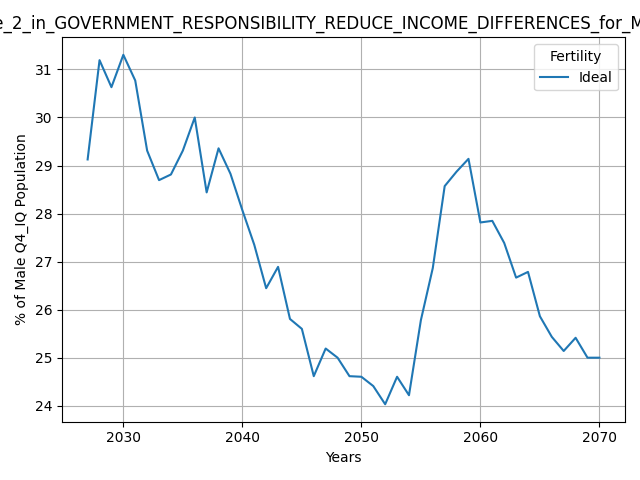 e_2_in_GOVERNMENT_RESPONSIBILITY_REDUCE_INCOME_DIFFERENCES_for_M
Fertility
Ideal
% of Male Q4_IQ Population
31
30
29
28
27
26
25
24
2030 2040 2050 2060 2070
Years